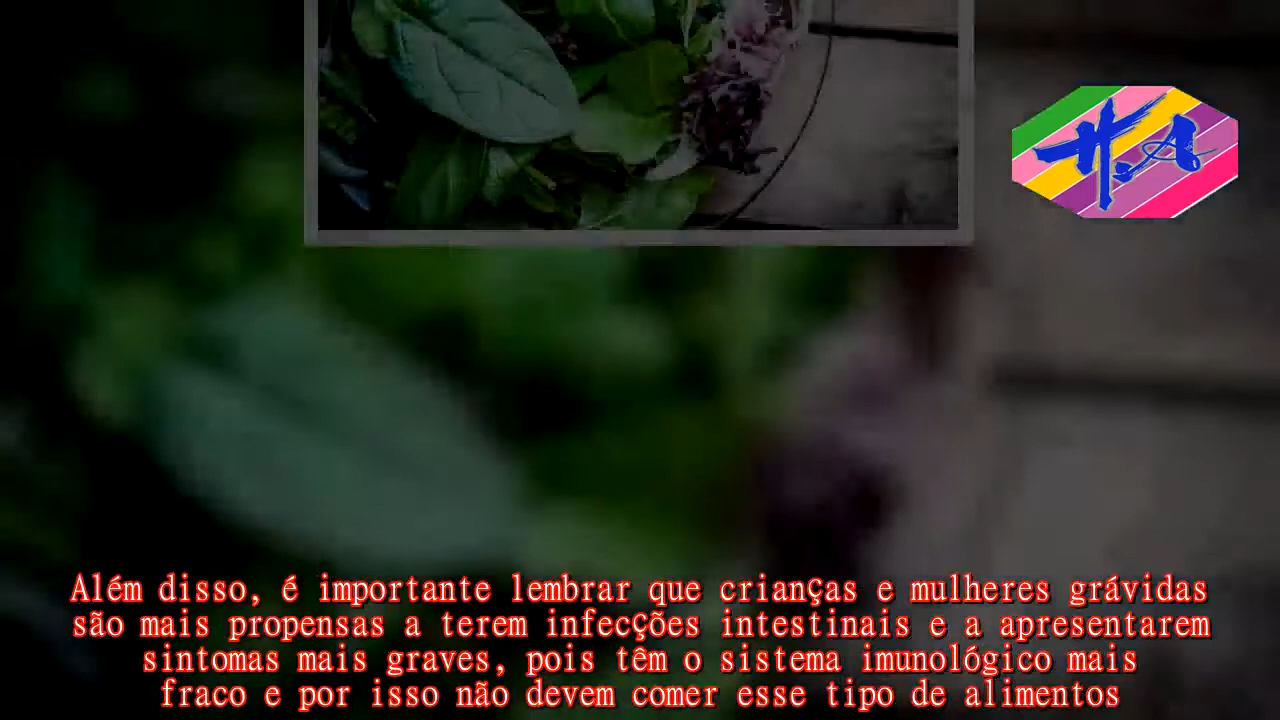 H.A
Além disso, é importante lembrar que crianças e mulheres grávidas
são mais propensas a terem infecções intestinais e a apresentarem
sintomas mais graves, pois têm o sistema imunológico mais
fraco e por isso não devem comer esse tipo de alimentos